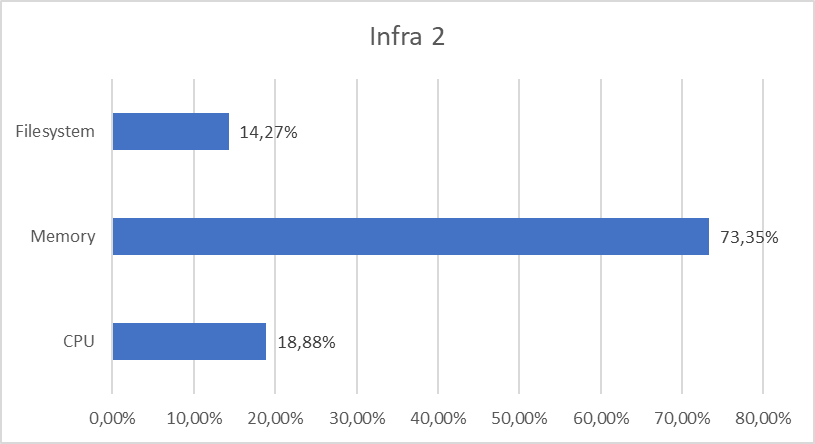 Infra 2
Filesystem 14,27%
Memory 73,35%
CPU 18,88%
0,00% 10,00% 20,00% 30,00% 40,00% 50,00% 60,00% 70,00% 80,00%